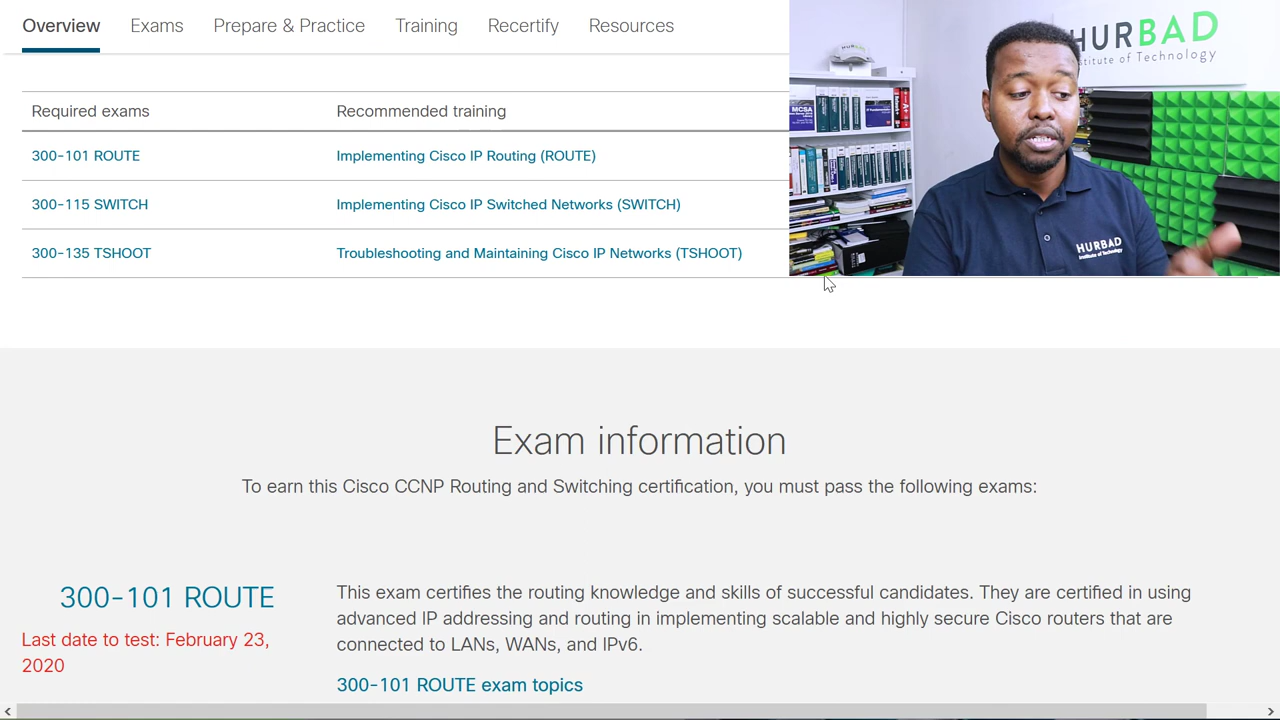 Overview Exams Prepare & Practice Training Recertify Resources
HURBAD
Institute of Technology
Required exams Recommended training
300-101 ROUTE Implementing Cisco IP Routing (ROUTE)
300-115 SWITCH Implementing Cisco IP Switched Networks (SWITCH)
300-135 TSHOOT Troubleshooting and Maintaining Cisco IP Networks (TSHOOT)
MCSA
HURBAD
Institute of Technology
Exam information
To earn this Cisco CCNP Routing and Switching certification, you must pass the following exams:
300-101 ROUTE
Last date to test: February 23,
2020
This exam certifies the routing knowledge and skills of successful candidates. They are certified in using
advanced IP addressing and routing in implementing scalable and highly secure Cisco routers that are
connected to LANs, WANs, and IPv6.
300-101 ROUTE exam topics